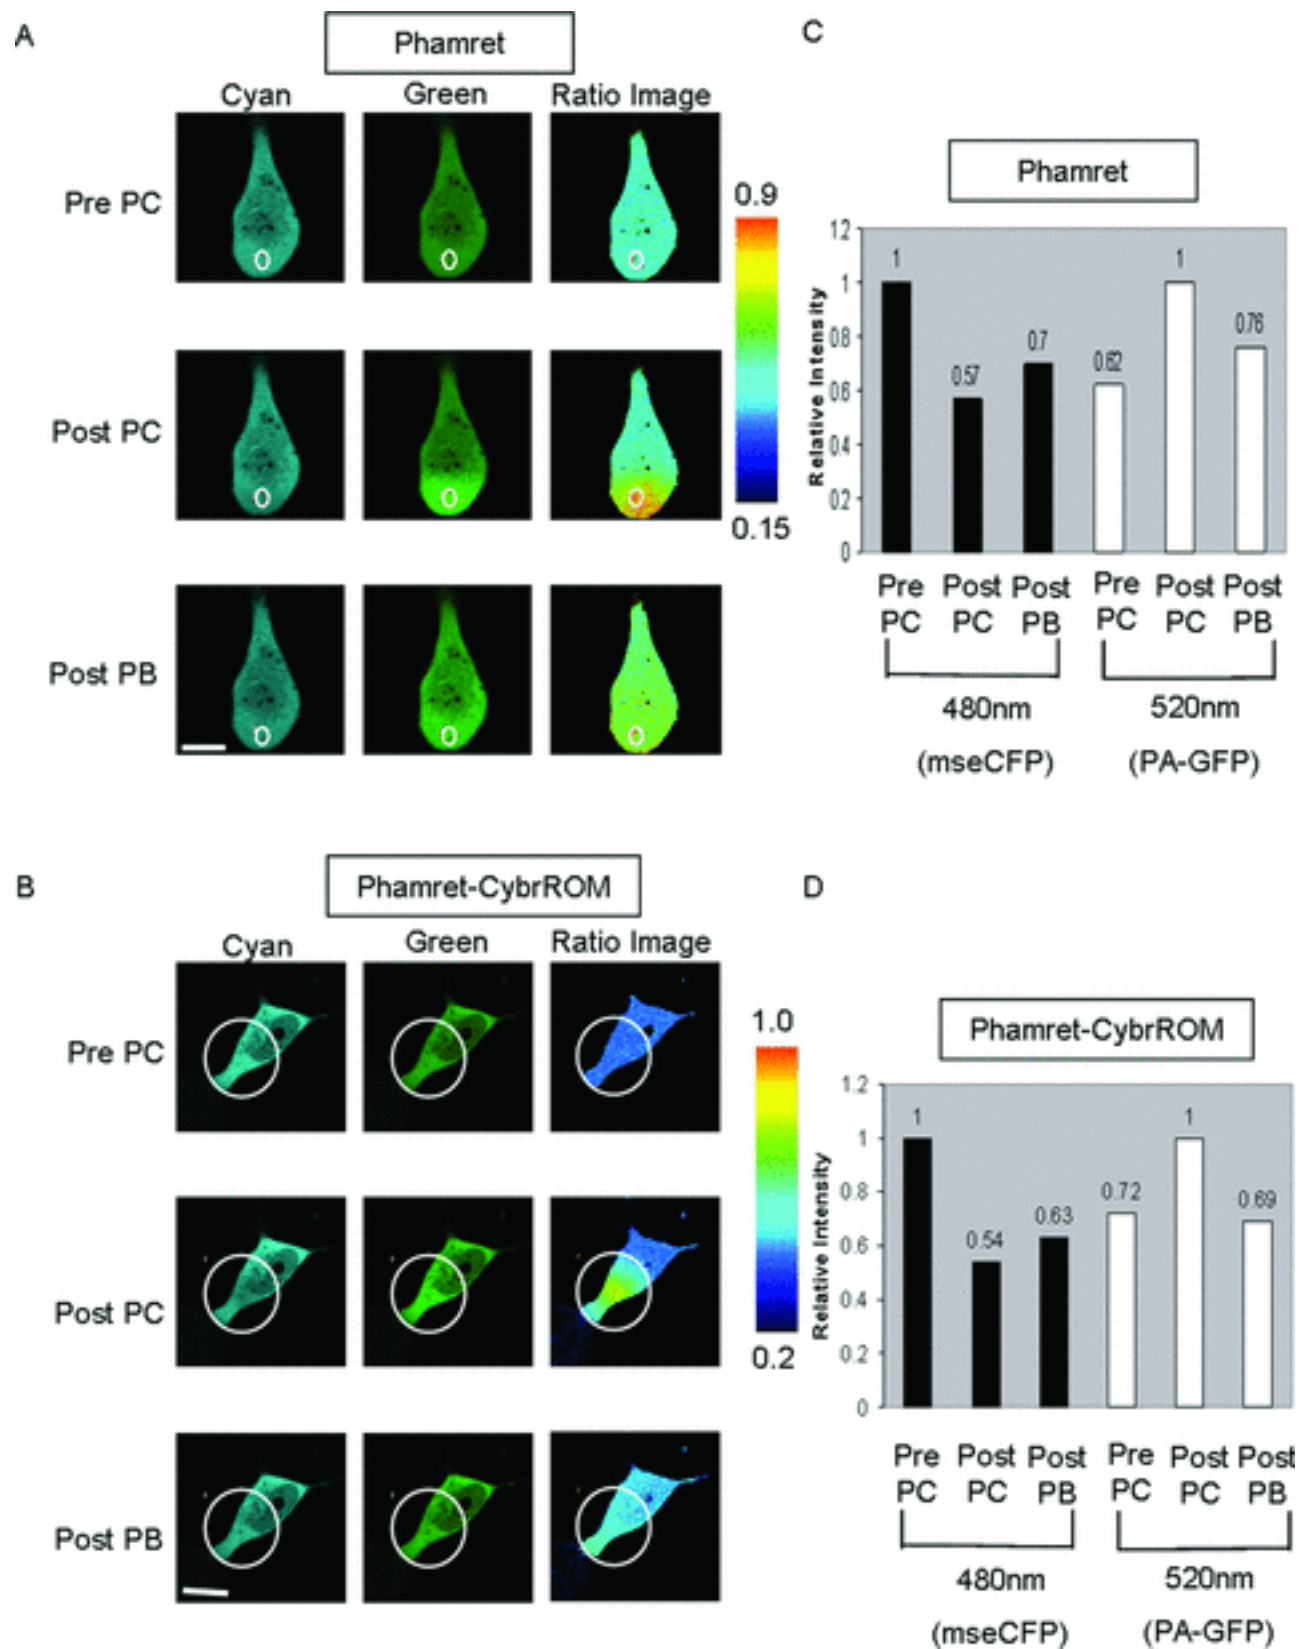 A
Phamret
Cyan Green Ratio Image
Pre PC
Post PC
Post PB
0.9
0.15
C
Phamret
Relative Intensity
1.2
1
0.8
0.6
0.4
0.2
0
1
0.57
0.7
0.62
1
0.76
Pre PC
Post PC
Post PB
Pre PC
Post PC
Post PB
480nm
520nm
(mseCFP)
(PA-GFP)
B
Phamret-CybrROM
Cyan Green Ratio Image
Pre PC
Post PC
Post PB
1.0
0.2
D
Phamret-CybrROM
Relative Intensity
1.2
1
0.8
0.6
0.4
0.2
0
1
0.54
0.63
0.72
1
0.69
Pre PC
Post PC
Post PB
Pre PC
Post PC
Post PB
480nm
520nm
(mseCFP)
(PA-GFP)